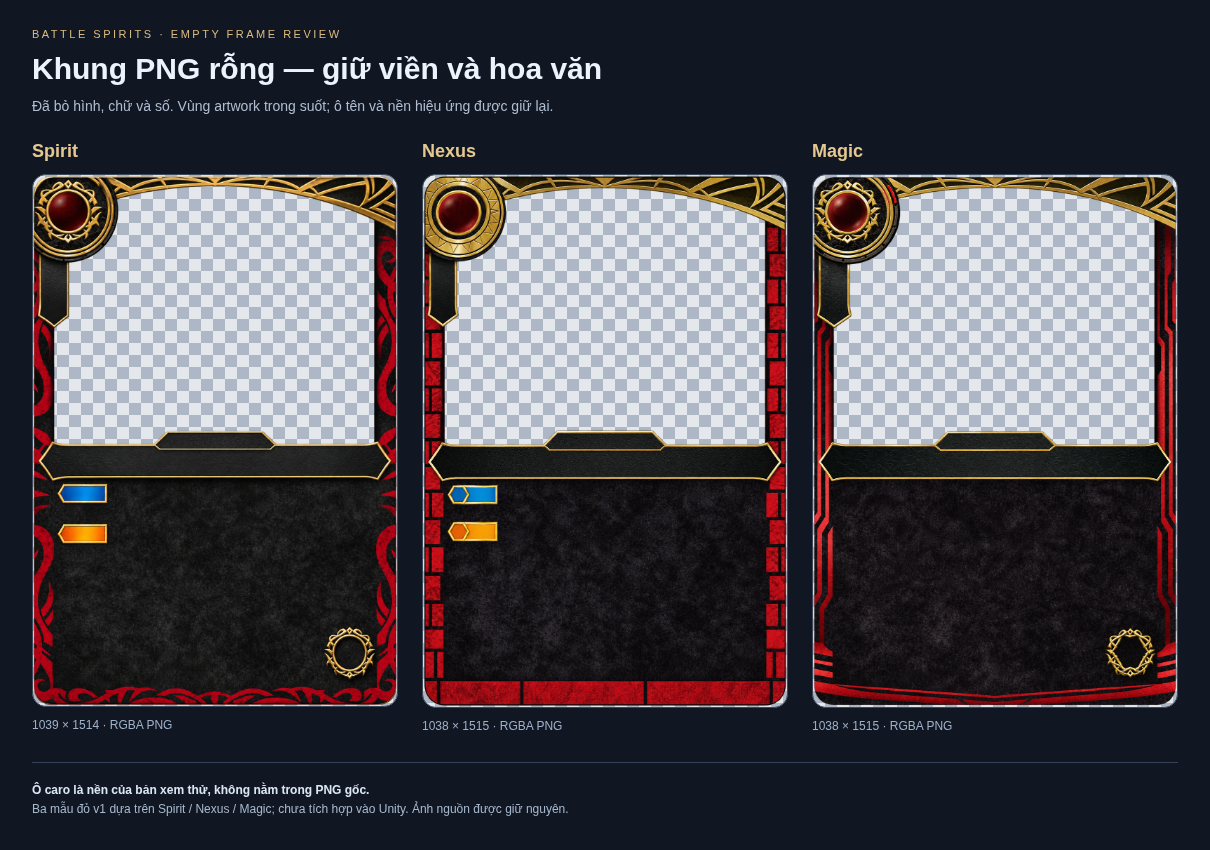 BATTLE SPIRITS · EMPTY FRAME REVIEW
Khung PNG rỗng — giữ viền và hoa văn
Đã bỏ hình, chữ và số. Vùng artwork trong suốt; ô tên và nền hiệu ứng được giữ lại.
Spirit
Nexus
Magic
1039 × 1514 · RGBA PNG
1038 × 1515 · RGBA PNG
1038 × 1515 · RGBA PNG
Ô caro là nền của bản xem thử, không nằm trong PNG gốc.
Ba mẫu đỏ v1 dựa trên Spirit / Nexus / Magic; chưa tích hợp vào Unity. Ảnh nguồn được giữ nguyên.